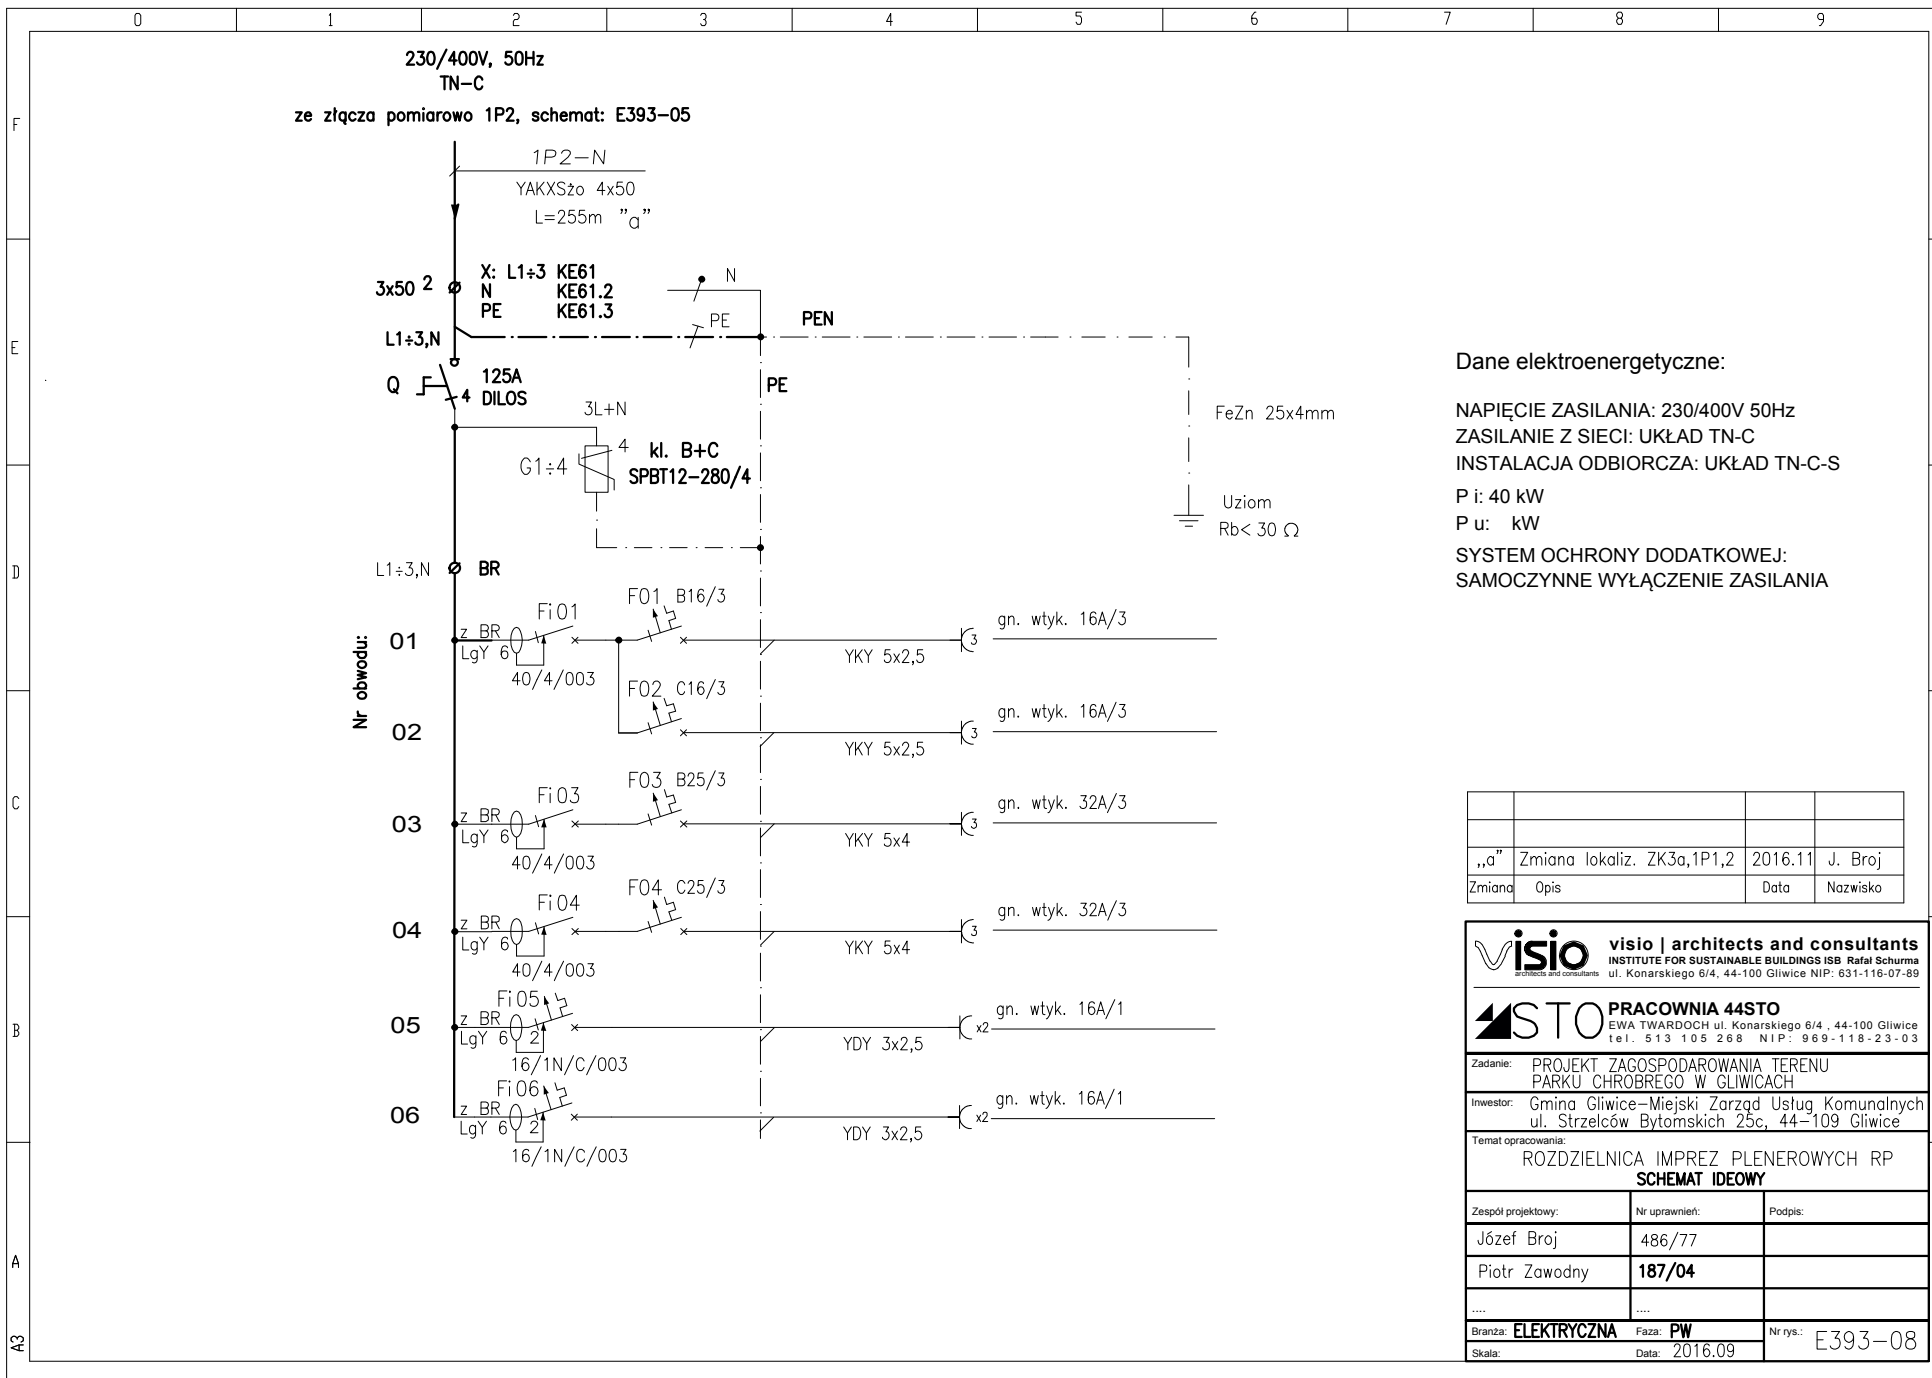 0 1 2 3 4 5 6 7 8 9
F
E
D
C
B
A
A3
230/400V, 50Hz
TN-C
ze złącza pomiarowo 1P2, schemat: E393-05
1P2-N
YAKXSżo 4x50
L=255m "a"
3x50 2
X: L1÷3 KE61
N KE61.2
PE KE61.3
N
PE
PEN
L1÷3,N
Q
125A
4 DILOS
PE
3L+N
G1÷4
4
kl. B+C
SPBT12-280/4
FeZn 25x4mm
Uziom
Rb< 30 Ω
L1÷3,N BR
Nr obwodu:
01
z BR
LgY 6
Fi01
40/4/003
F01 B16/3
YKY 5x2,5
3
gn. wtyk. 16A/3
02
F02 C16/3
YKY 5x2,5
3
gn. wtyk. 16A/3
03
z BR
LgY 6
Fi03
40/4/003
F03 B25/3
YKY 5x4
3
gn. wtyk. 32A/3
04
z BR
LgY 6
Fi04
40/4/003
F04 C25/3
YKY 5x4
3
gn. wtyk. 32A/3
05
z BR
LgY 6
Fi05
2
16/1N/C/003
YDY 3x2,5
x2
gn. wtyk. 16A/1
06
z BR
LgY 6
Fi06
2
16/1N/C/003
YDY 3x2,5
x2
gn. wtyk. 16A/1
Dane elektroenergetyczne:
NAPIĘCIE ZASILANIA: 230/400V 50Hz
ZASILANIE Z SIECI: UKŁAD TN-C
INSTALACJA ODBIORCZA: UKŁAD TN-C-S
P i: 40 kW
P u: kW
SYSTEM OCHRONY DODATKOWEJ:
SAMOCZYNNE WYŁĄCZENIE ZASILANIA
,,a" Zmiana lokaliz. ZK3a,1P1,2 2016.11 J. Broj
Zmiana Opis Data Nazwisko
visio
architects and consultants
visio | architects and consultants
INSTITUTE FOR SUSTAINABLE BUILDINGS ISB Rafał Schurma
ul. Konarskiego 6/4, 44-100 Gliwice NIP: 631-116-07-89
44STO
PRACOWNIA 44STO
EWA TWARDOCH ul. Konarskiego 6/4 , 44-100 Gliwice
tel. 513 105 268 NIP: 969-118-23-03
Zadanie: PROJEKT ZAGOSPODAROWANIA TERENU
PARKU CHROBREGO W GLIWICACH
Inwestor: Gmina Gliwice-Miejski Zarząd Usług Komunalnych
ul. Strzelców Bytomskich 25c, 44-109 Gliwice
Temat opracowania:
ROZDZIELNICA IMPREZ PLENEROWYCH RP
SCHEMAT IDEOWY
Zespół projektowy: Nr uprawnień: Podpis:
Józef Broj 486/77
Piotr Zawodny 187/04
.... ....
Branża: ELEKTRYCZNA Faza: PW Nr rys.: E393-08
Skala: Data: 2016.09